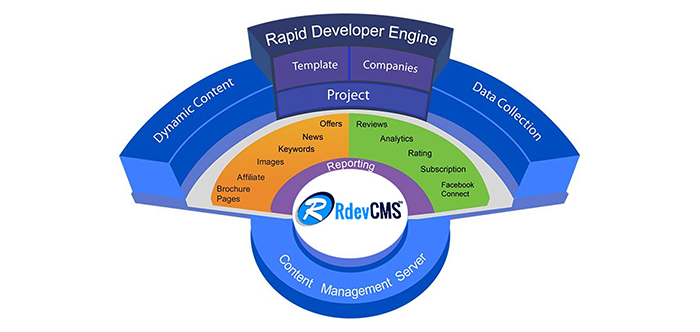 Rapid Developer Engine
Template
Companies
Project
Dynamic Content
Data Collection
Offers
News
Keywords
Images
Affiliate
Brochure
Pages
Reviews
Analytics
Rating
Subscription
Facebook
Connect
Reporting
R RdevCMS™
Content Management Server